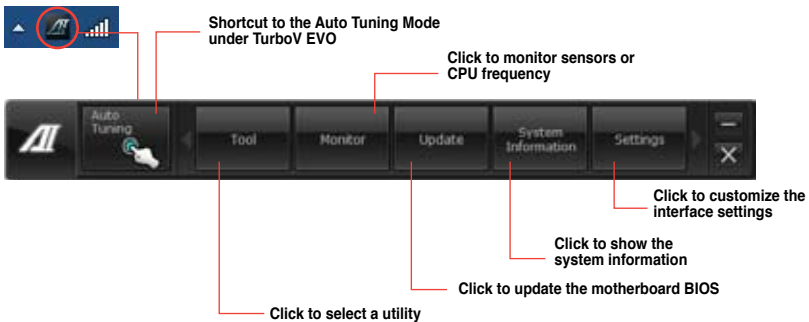 Shortcut to the Auto Tuning Mode
under TurboV EVO
Click to monitor sensors or
CPU frequency
Auto
Tuning
Tool
Monitor
Update
System
Information
Settings
Click to customize the
interface settings
Click to show the
system information
Click to update the motherboard BIOS
Click to select a utility